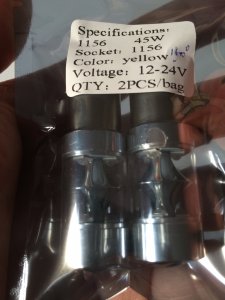 Specifications:
1156 45W
Socket: 1156
Color: yellow
Voltage: 12-24V
QTY: 2PCS/bag